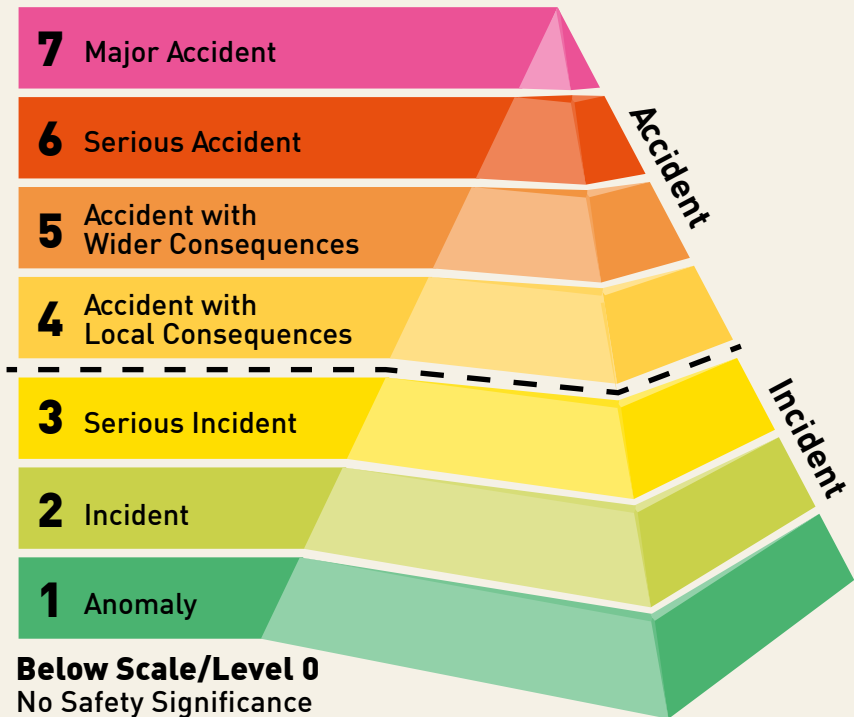 7 Major Accident
6 Serious Accident
5 Accident with
Wider Consequences
4 Accident with
Local Consequences
3 Serious Incident
2 Incident
1 Anomaly
Below Scale/Level 0
No Safety Significance
Accident
Incident